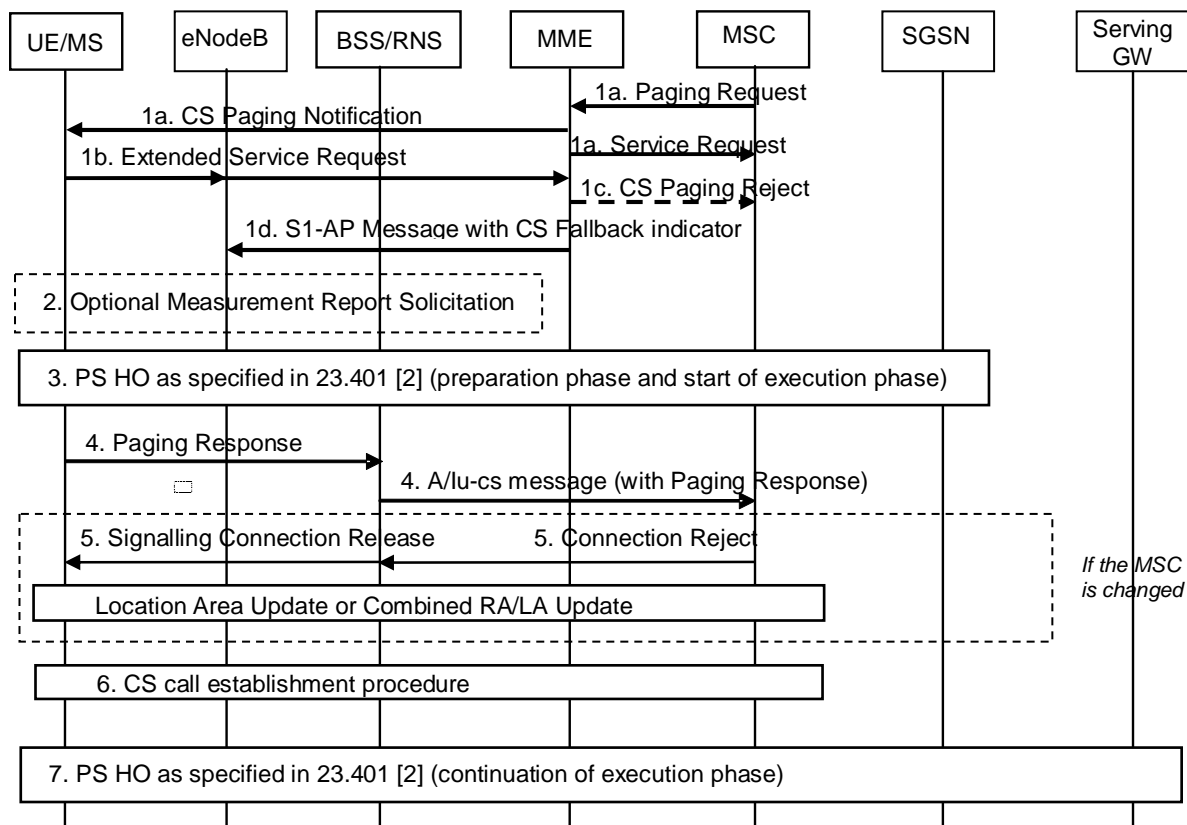 UE/MS
eNodeB
BSS/RNS
MME
MSC
SGSN
Serving
GW
1a. Paging Request
1a. CS Paging Notification
1a. Service Request
1b. Extended Service Request
1c. CS Paging Reject
1d. S1-AP Message with CS Fallback indicator
2. Optional Measurement Report Solicitation
3. PS HO as specified in 23.401 [2] (preparation phase and start of execution phase)
4. Paging Response
4. A/Iu-cs message (with Paging Response)
5. Signalling Connection Release
5. Connection Reject
If the MSC
is changed
Location Area Update or Combined RA/LA Update
6. CS call establishment procedure
7. PS HO as specified in 23.401 [2] (continuation of execution phase)